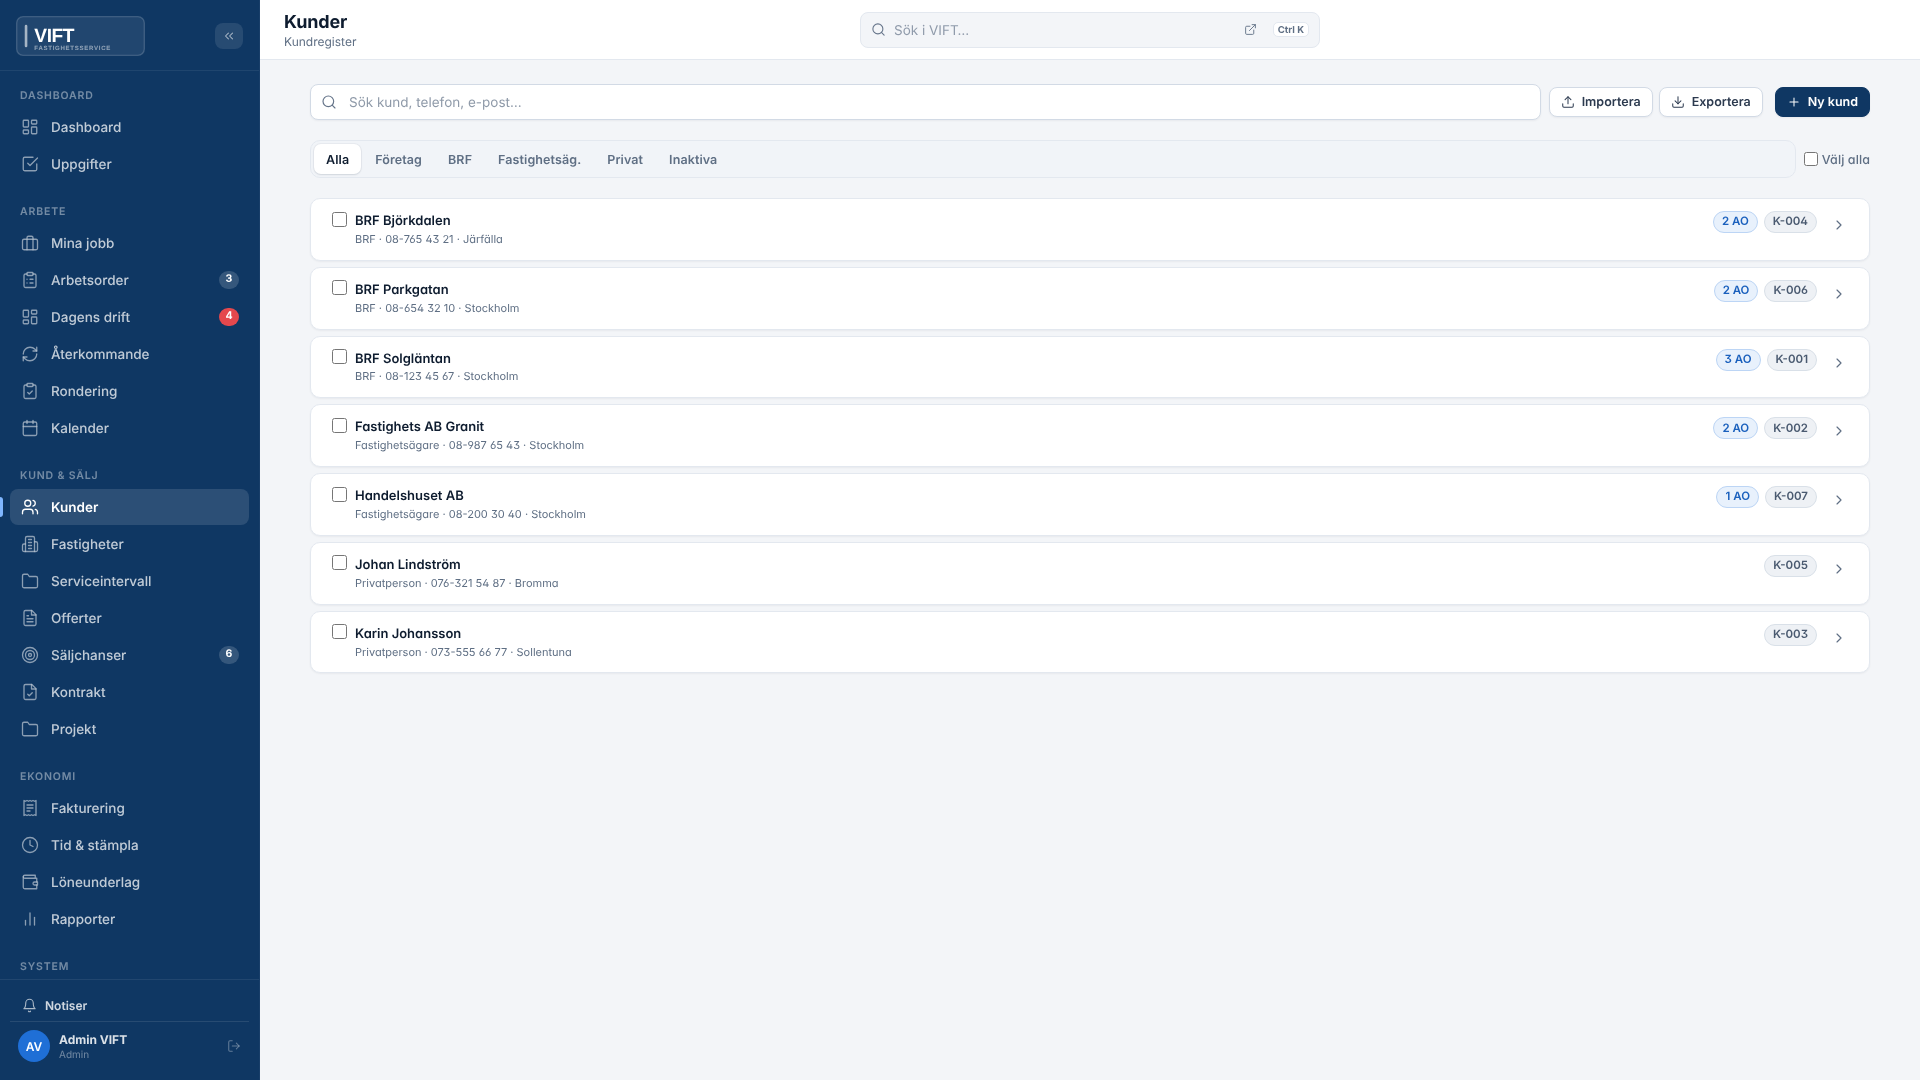 VIFT
FASTIGHETSSERVICE
DASHBOARD
Dashboard
Uppgifter
ARBETE
Mina jobb
Arbetsorder 3
Dagens drift 4
Återkommande
Rondering
Kalender
KUND & SÄLJ
Kunder
Fastigheter
Serviceintervall
Offerter
Säljchanser 6
Kontrakt
Projekt
EKONOMI
Fakturering
Tid & stämpla
Löneunderlag
Rapporter
SYSTEM
Notiser
AV Admin VIFT
Admin
Kunder
Kundregister
Sök i VIFT... Ctrl K
Sök kund, telefon, e-post... Importera Exportera Ny kund
Alla Företag BRF Fastighetsäg. Privat Inaktiva Välj alla
BRF Björkdalen 2 AO K-004
BRF · 08-765 43 21 · Järfälla
BRF Parkgatan 2 AO K-006
BRF · 08-654 32 10 · Stockholm
BRF Solgläntan 3 AO K-001
BRF · 08-123 45 67 · Stockholm
Fastighets AB Granit 2 AO K-002
Fastighetsägare · 08-987 65 43 · Stockholm
Handelshuset AB 1 AO K-007
Fastighetsägare · 08-200 30 40 · Stockholm
Johan Lindström K-005
Privatperson · 076-321 54 87 · Bromma
Karin Johansson K-003
Privatperson · 073-555 66 77 · Sollentuna